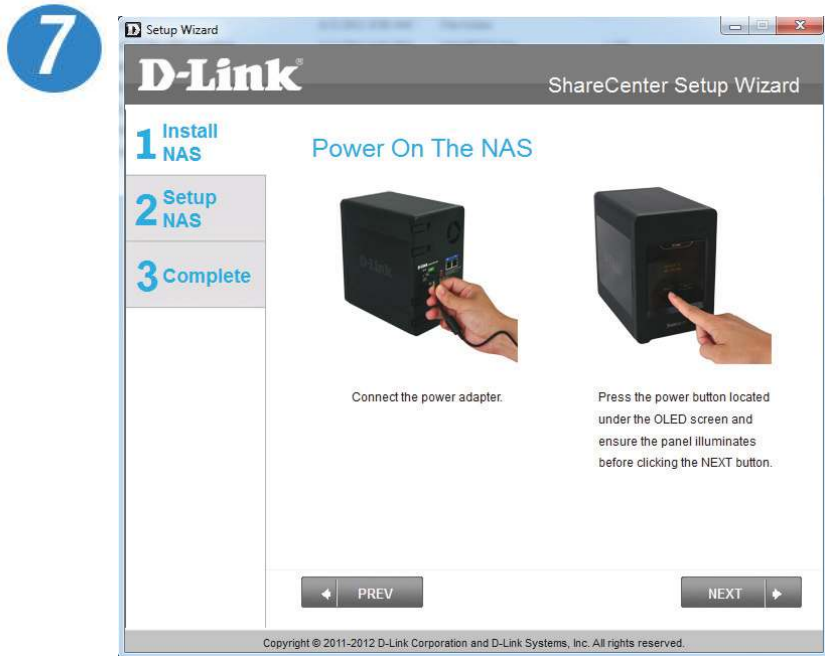 7
Setup Wizard
D-Link®
ShareCenter Setup Wizard
1 Install
NAS
2 Setup
NAS
3 Complete
Power On The NAS
D-Link
Connect the power adapter.
Press the power button located
under the OLED screen and
ensure the panel illuminates
before clicking the NEXT button.
PREV
NEXT
Copyright © 2011-2012 D-Link Corporation and D-Link Systems, Inc. All rights reserved.